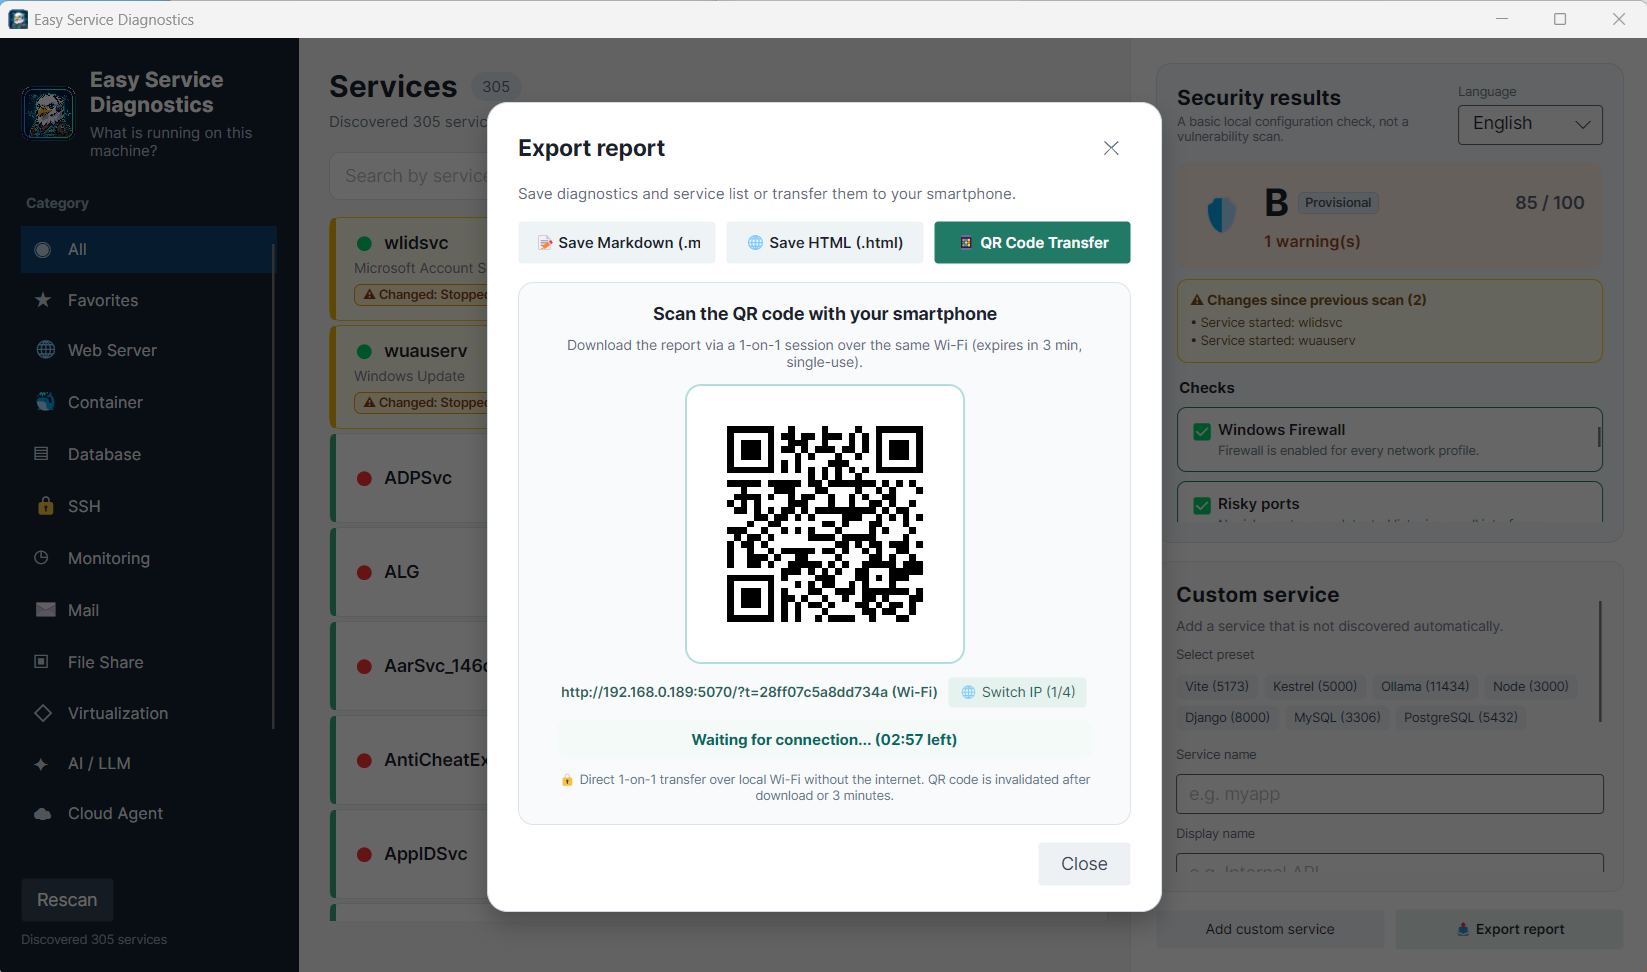 Easy Service Diagnostics
Easy Service
Diagnostics
What is running on this
machine?
Category
All
Favorites
Web Server
Container
Database
SSH
Monitoring
Mail
File Share
Virtualization
AI / LLM
Cloud Agent
Rescan
Discovered 305 services
Services 305
Discovered 305 servic
Search by service
wlidsvc
Microsoft Account S
Changed: Stopped
wuauserv
Windows Update
Changed: Stopped
ADPSvc
ALG
AarSvc_146
AntiCheatEx
AppIDSvc
Export report
Save diagnostics and service list or transfer them to your smartphone.
Save Markdown (.m
Save HTML (.html)
QR Code Transfer
Scan the QR code with your smartphone
Download the report via a 1-on-1 session over the same Wi-Fi (expires in 3 min,
single-use).
http://192.168.0.189:5070/?t=28ff07c5a8dd734a (Wi-Fi)
Switch IP (1/4)
Waiting for connection... (02:57 left)
Direct 1-on-1 transfer over local Wi-Fi without the internet. QR code is invalidated after
download or 3 minutes.
Close
Security results
A basic local configuration check, not a
vulnerability scan.
Language
English
B Provisional 85 / 100
1 warning(s)
Changes since previous scan (2)
• Service started: wlidsvc
• Service started: wuauserv
Checks
Windows Firewall
Firewall is enabled for every network profile.
Risky ports
Custom service
Add a service that is not discovered automatically.
Select preset
Vite (5173) Kestrel (5000) Ollama (11434) Node (3000)
Django (8000) MySQL (3306) PostgreSQL (5432)
Service name
e.g. myapp
Display name
e.g. Internal API
Add custom service
Export report